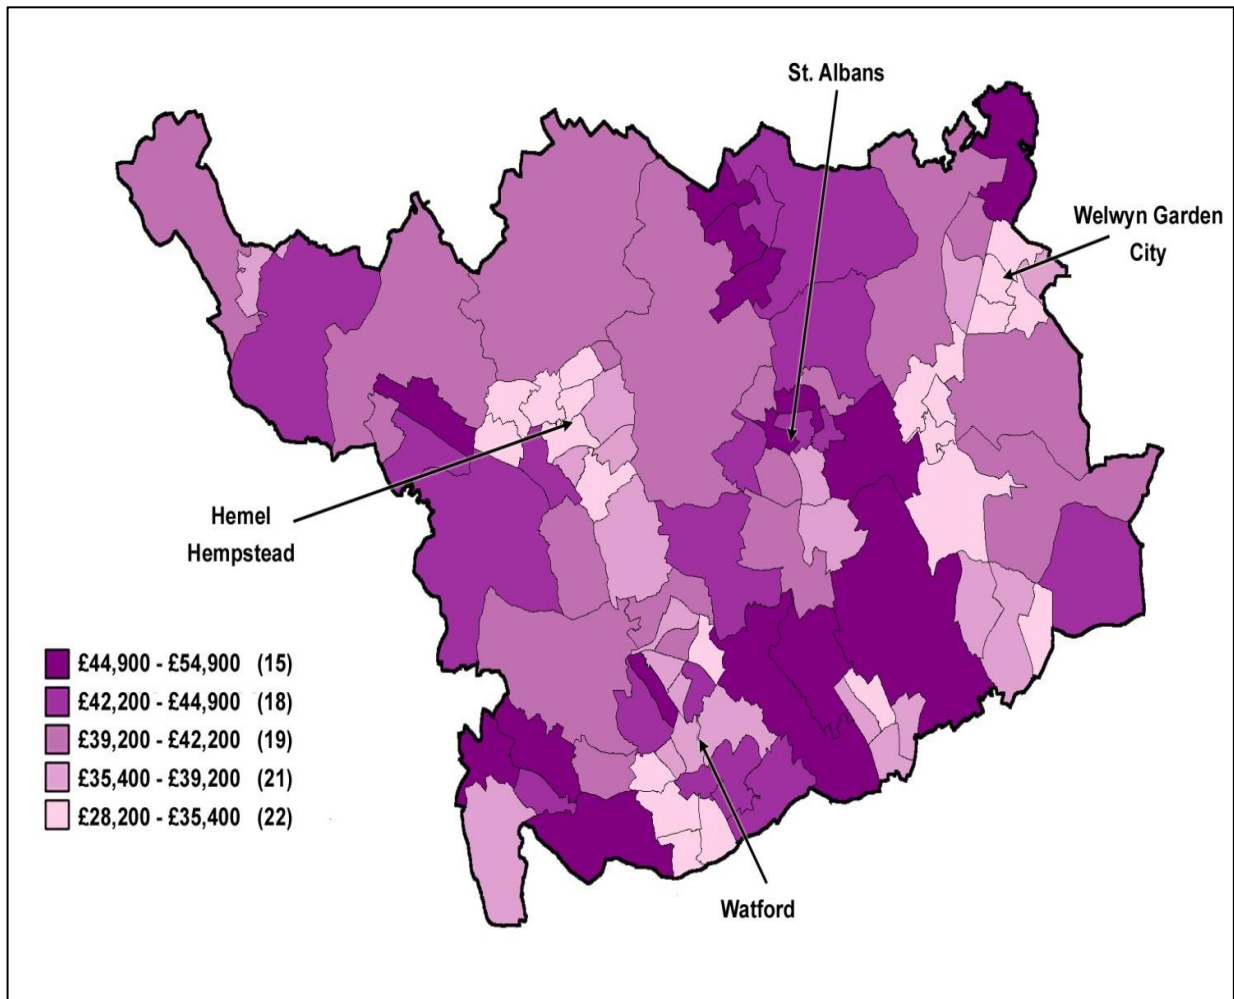 St. Albans
Welwyn Garden
City
Hemel
Hempstead
£44,900 - £54,900 (15)
£42,200 - £44,900 (18)
£39,200 - £42,200 (19)
£35,400 - £39,200 (21)
£28,200 - £35,400 (22)
Watford